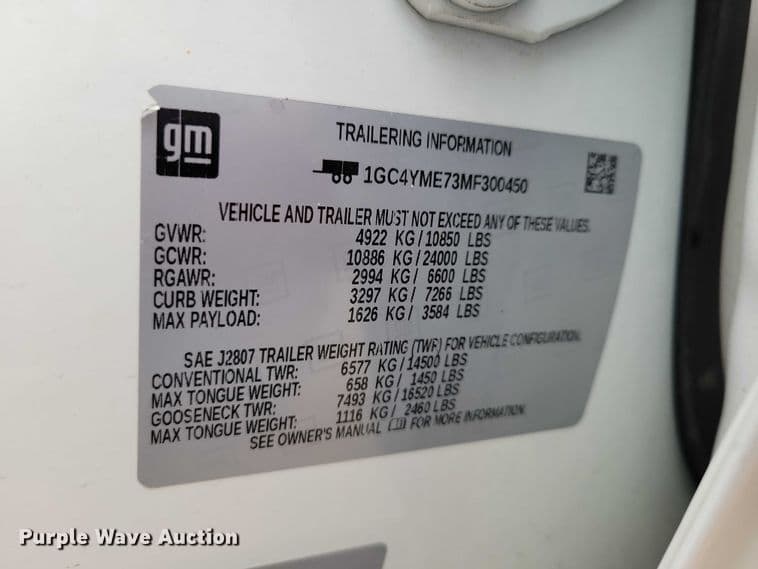 gm
TRAILERING INFORMATION
1GC4YME73MF300450
VEHICLE AND TRAILER MUST NOT EXCEED ANY OF THESE VALUES.
GVWR: 4922 KG/10850 LBS
GCWR: 10886 KG/24000 LBS
RGAWR: 2994 KG/ 6600 LBS
CURB WEIGHT: 3297 KG/ 7266 LBS
MAX PAYLOAD: 1626 KG/ 3584 LBS
SAE J2807 TRAILER WEIGHT RATING (TWR) FOR VEHICLE CONFIGURATION.
CONVENTIONAL TWR: 6577 KG/14500 LBS
MAX TONGUE WEIGHT: 658 KG/ 1450 LBS
GOOSENECK TWR: 7493 KG/16520 LBS
MAX TONGUE WEIGHT: 1116 KG/ 2460 LBS
SEE OWNER'S MANUAL FOR MORE INFORMATION.
Purple Wave Auction